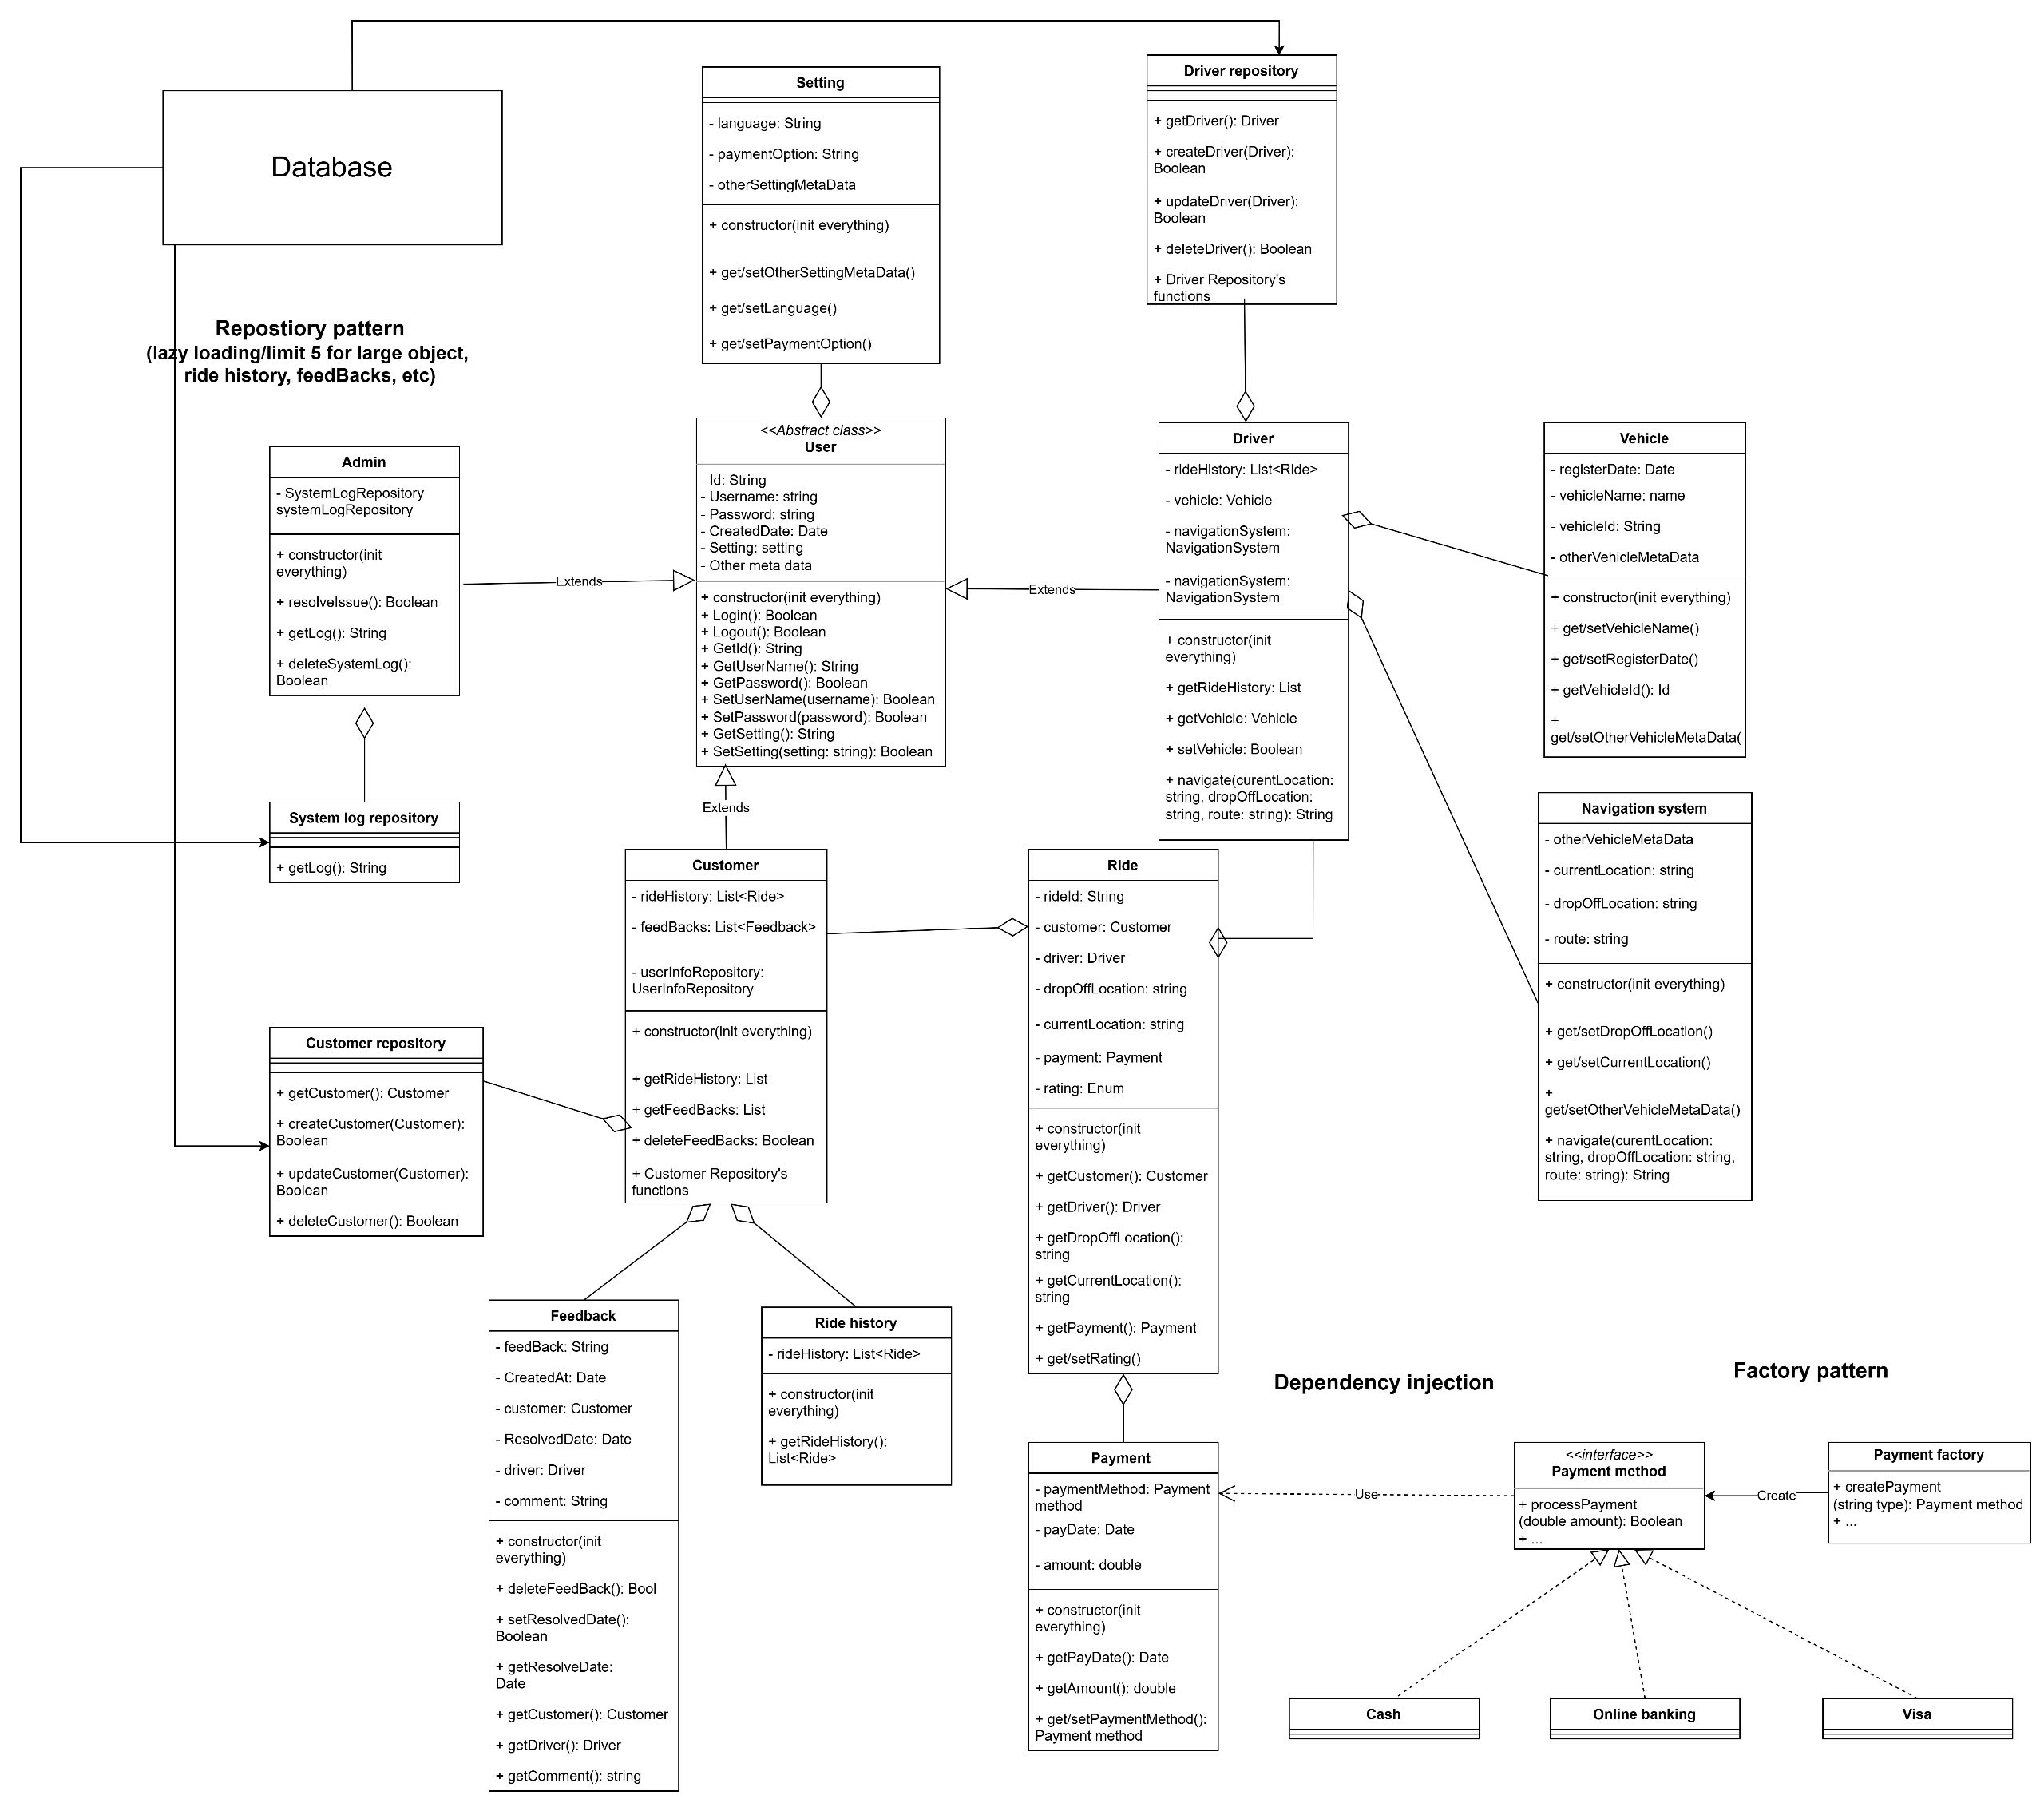 Database
Repostiory pattern
(lazy loading/limit 5 for large object,
ride history, feedBacks, etc)
Setting
- language: String
- paymentOption: String
- otherSettingMetaData
+ constructor(init everything)
+ get/setOtherSettingMetaData()
+ get/setLanguage()
+ get/setPaymentOption()
Driver repository
+ getDriver(): Driver
+ createDriver(Driver):
Boolean
+ updateDriver(Driver):
Boolean
+ deleteDriver(): Boolean
+ Driver Repository's
functions
Admin
- SystemLogRepository
systemLogRepository
+ constructor(init
everything)
+ resolveIssue(): Boolean
+ getLog(): String
+ deleteSystemLog():
Boolean
Extends
<<Abstract class>>
User
- Id: String
- Username: string
- Password: string
- CreatedDate: Date
- Setting: setting
- Other meta data
+ constructor(init everything)
+ Login(): Boolean
+ Logout(): Boolean
+ GetId(): String
+ GetUserName(): String
+ GetPassword(): Boolean
+ SetUserName(username): Boolean
+ SetPassword(password): Boolean
+ GetSetting(): String
+ SetSetting(setting: string): Boolean
Extends
Driver
- rideHistory: List<Ride>
- vehicle: Vehicle
- navigationSystem:
NavigationSystem
- navigationSystem:
NavigationSystem
+ constructor(init
everything)
+ getRideHistory: List
+ getVehicle: Vehicle
+ setVehicle: Boolean
+ navigate(curentLocation:
string, dropOffLocation:
string, route: string): String
Vehicle
- registerDate: Date
- vehicleName: name
- vehicleId: String
- otherVehicleMetaData
+ constructor(init everything)
+ get/setVehicleName()
+ get/setRegisterDate()
+ getVehicleId(): Id
+
get/setOtherVehicleMetaData(
System log repository
+ getLog(): String
Extends
Customer
- rideHistory: List<Ride>
- feedBacks: List<Feedback>
- userInfoRepository:
UserInfoRepository
+ constructor(init everything)
+ getRideHistory: List
+ getFeedBacks: List
+ deleteFeedBacks: Boolean
+ Customer Repository's
functions
Ride
- rideId: String
- customer: Customer
- driver: Driver
- dropOffLocation: string
- currentLocation: string
- payment: Payment
- rating: Enum
+ constructor(init
everything)
+ getCustomer(): Customer
+ getDriver(): Driver
+ getDropOffLocation():
string
+ getCurrentLocation():
string
+ getPayment(): Payment
+ get/setRating()
Navigation system
- otherVehicleMetaData
- currentLocation: string
- dropOffLocation: string
- route: string
+ constructor(init everything)
+ get/setDropOffLocation()
+ get/setCurrentLocation()
+
get/setOtherVehicleMetaData()
+ navigate(curentLocation:
string, dropOffLocation: string,
route: string): String
Customer repository
+ getCustomer(): Customer
+ createCustomer(Customer):
Boolean
+ updateCustomer(Customer):
Boolean
+ deleteCustomer(): Boolean
Feedback
- feedBack: String
- CreatedAt: Date
- customer: Customer
- ResolvedDate: Date
- driver: Driver
- comment: String
+ constructor(init
everything)
+ deleteFeedBack(): Bool
+ setResolvedDate():
Boolean
+ getResolveDate:
Date
+ getCustomer(): Customer
+ getDriver(): Driver
+ getComment(): string
Ride history
- rideHistory: List<Ride>
+ constructor(init
everything)
+ getRideHistory():
List<Ride>
Payment
- paymentMethod: Payment
method
- payDate: Date
- amount: double
+ constructor(init
everything)
+ getPayDate(): Date
+ getAmount(): double
+ get/setPaymentMethod():
Payment method
Dependency injection
Factory pattern
Use
<<interface>>
Payment method
+ processPayment
(double amount): Boolean
+ ...
Create
Payment factory
+ createPayment
(string type): Payment method
+ ...
Cash
Online banking
Visa